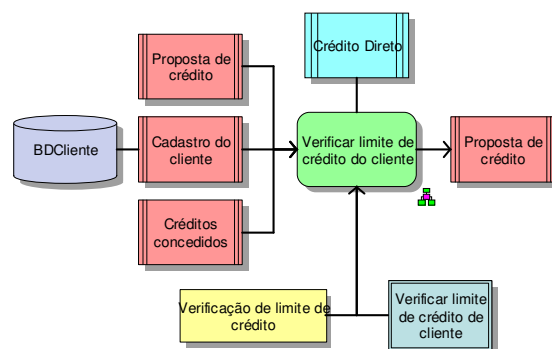 Proposta de
crédito
Crédito Direto
BDCliente
Cadastro do
cliente
Verificar limite de
crédito do cliente
Proposta de
crédito
Créditos
concedidos
Verificação de limite de
crédito
Verificar limite
de crédito de
cliente